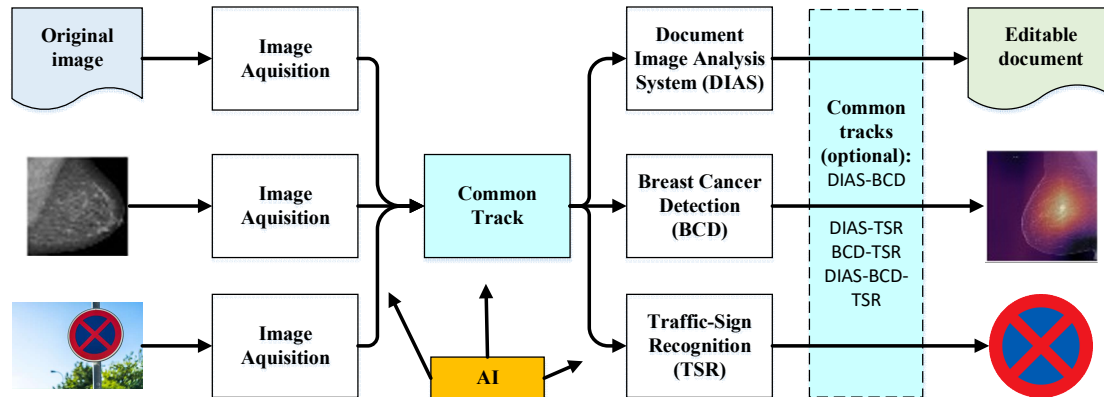 Original
image
Image
Aquisition
Document
Image Analysis
System (DIAS)
Editable
document
Image
Aquisition
Common
Track
Breast Cancer
Detection
(BCD)
Common
tracks
(optional):
DIAS-BCD
DIAS-TSR
BCD-TSR
DIAS-BCD-
TSR
Image
Aquisition
AI
Traffic-Sign
Recognition
(TSR)